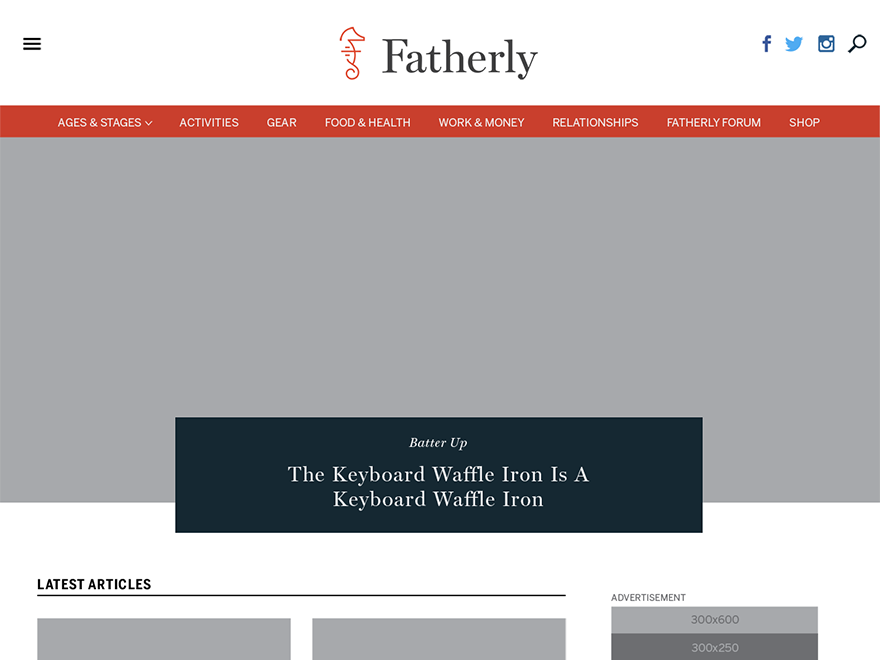 Fatherly
AGES & STAGES
ACTIVITIES
GEAR
FOOD & HEALTH
WORK & MONEY
RELATIONSHIPS
FATHERLY FORUM
SHOP
Batter Up
The Keyboard Waffle Iron Is A
Keyboard Waffle Iron
LATEST ARTICLES
ADVERTISEMENT
300x600
300x250